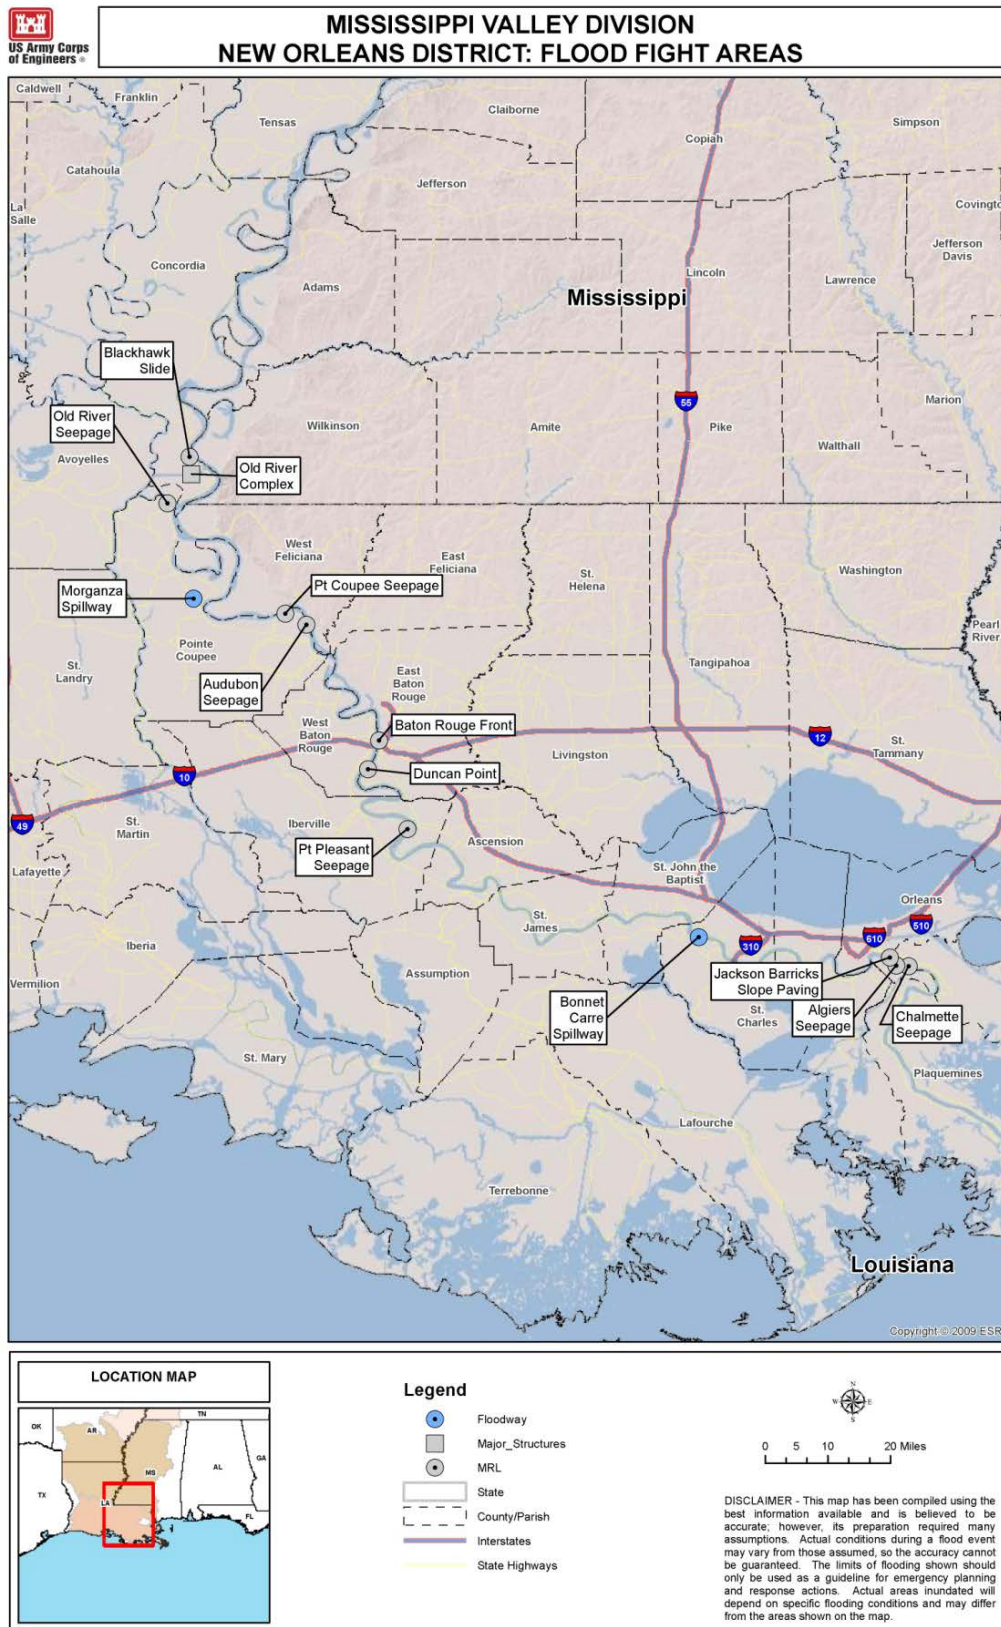 US Army Corps
of Engineers ®
MISSISSIPPI VALLEY DIVISION
NEW ORLEANS DISTRICT: FLOOD FIGHT AREAS
Caldwell
Franklin
Tensas
Claiborne
Copiah
Simpson
Catahoula
Jefferson
La
Salle
Covington
Concordia
Jefferson
Davis
Adams
Lincoln
Lawrence
Mississippi
Blackhawk
Slide
55
Marion
Old River
Seepage
Wilkinson
Amite
Pike
Walthall
Avoyelles
Old River
Complex
West
Feliciana
East
Feliciana
St.
Helena
Washington
Morganza
Spillway
Pt Coupee Seepage
Pearl
River
Pointe
Coupee
St.
Landry
Audubon
Seepage
East
Baton
Rouge
Tangipahoa
West
Baton
Rouge
Baton Rouge Front
12
St.
Tammany
Livingston
10
Duncan Point
49
St.
Martin
Iberville
Pt Pleasant
Seepage
Ascension
Lafayette
St. John the
Baptist
Orleans
St.
James
510
610
310
Iberia
Assumption
Jackson Barricks
Slope Paving
Vermilion
Bonnet
Carre
Spillway
St.
Charles
Algiers
Seepage
Chalmette
Seepage
St. Mary
Plaquemines
Lafourche
Terrebonne
Louisiana
Copyright © 2009 ESR
LOCATION MAP
OK
AR
TN
MS
AL
GA
TX
LA
FL
Legend
Floodway
Major_Structures
MRL
State
County/Parish
Interstates
State Highways
N
W E
S
0 5 10 20 Miles
DISCLAIMER - This map has been compiled using the
best information available and is believed to be
accurate; however, its preparation required many
assumptions. Actual conditions during a flood event
may vary from those assumed, so the accuracy cannot
be guaranteed. The limits of flooding shown should
only be used as a guideline for emergency planning
and response actions. Actual areas inundated will
depend on specific flooding conditions and may differ
from the areas shown on the map.